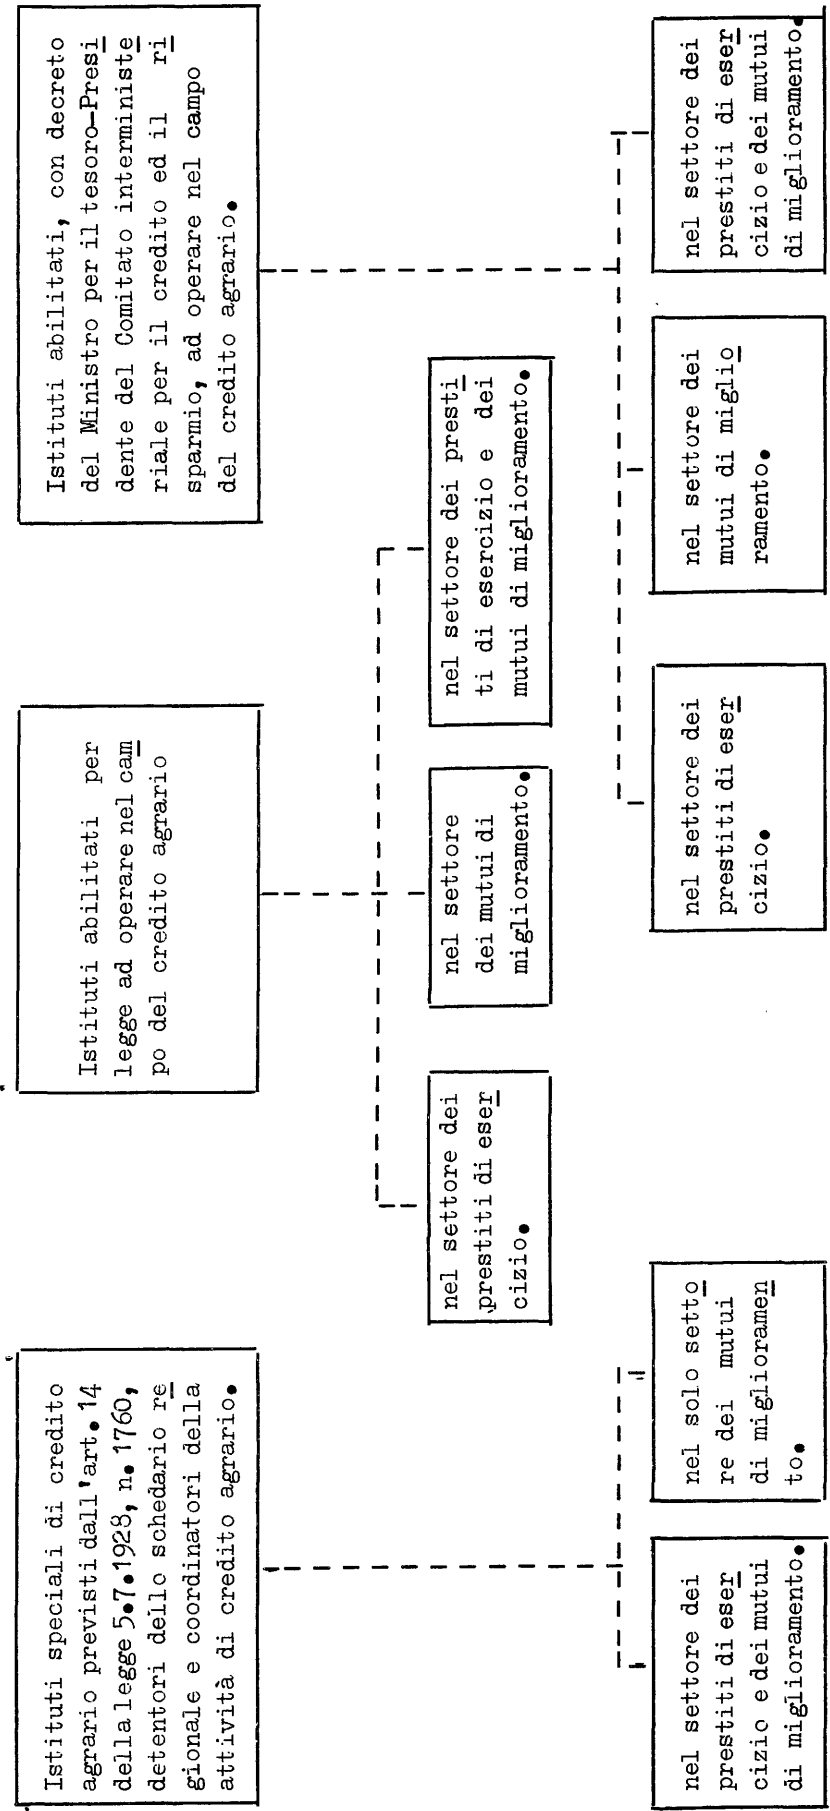 Istituti speciali di credito
agrario previsti dall'art. 14
della legge 5.7.1928, n. 1760,
detentori dello schedario re
gionale e coordinatori della
attività di credito agrario.
Istituti abilitati per
legge ad operare nel cam
po del credito agrario
Istituti abilitati, con decreto
del Ministro per il tesoro-Presi
dente del Comitato interministe
riale per il credito ed il ri
sparmio, ad operare nel campo
del credito agrario.
nel settore dei
prestiti di eser
cizio.
nel settore
dei mutui di
miglioramento.
nel settore dei presti
ti di esercizio e dei
mutui di miglioramento.
nel settore dei
prestiti di eser
cizio e dei mutui
di miglioramento.
nel solo setto
re dei mutui
di miglioramen
to.
nel settore dei
prestiti di eser
cizio.
nel settore dei
mutui di miglio
ramento.
nel settore dei
prestiti di eser
cizio e dei mutui
di miglioramento.